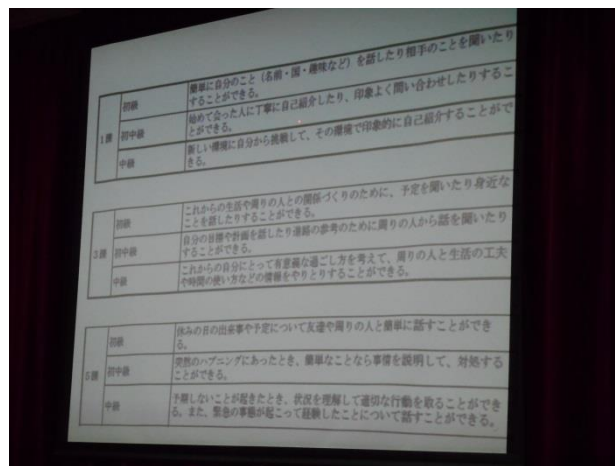 1課
初級
簡単に自分のこと（名前・国・趣味など）を話したり相手のことを聞いたり
することができる。
初中級
始めて会った人に丁寧に自己紹介したり、印象よく問い合わせしたりするこ
とができる。
中級
新しい環境に自分から挑戦して、その環境で印象的に自己紹介することがで
きる。
3課
初級
これからの生活や周りの人との関係づくりのために、予定を聞いたり身近な
ことを話したりすることができる。
初中級
自分の目標や計画を話したり進路の参考のために周りの人から話を聞いたり
することができる。
中級
これからの自分にとって有意義な過ごし方を考えて、周りの人と生活の工夫
や時間の使い方などの情報をやりとりすることができる。
5課
初級
休みの日の出来事や予定について友達や周りの人と簡単に話すことができ
る。
初中級
突然のハプニングにあったとき、簡単なことなら事情を説明して、対処する
ことができる。
中級
予期しないことが起きたとき、状況を理解して適切な行動を取ることができ
る。また、緊急の事態が起こって経験したことについて話すことができる。